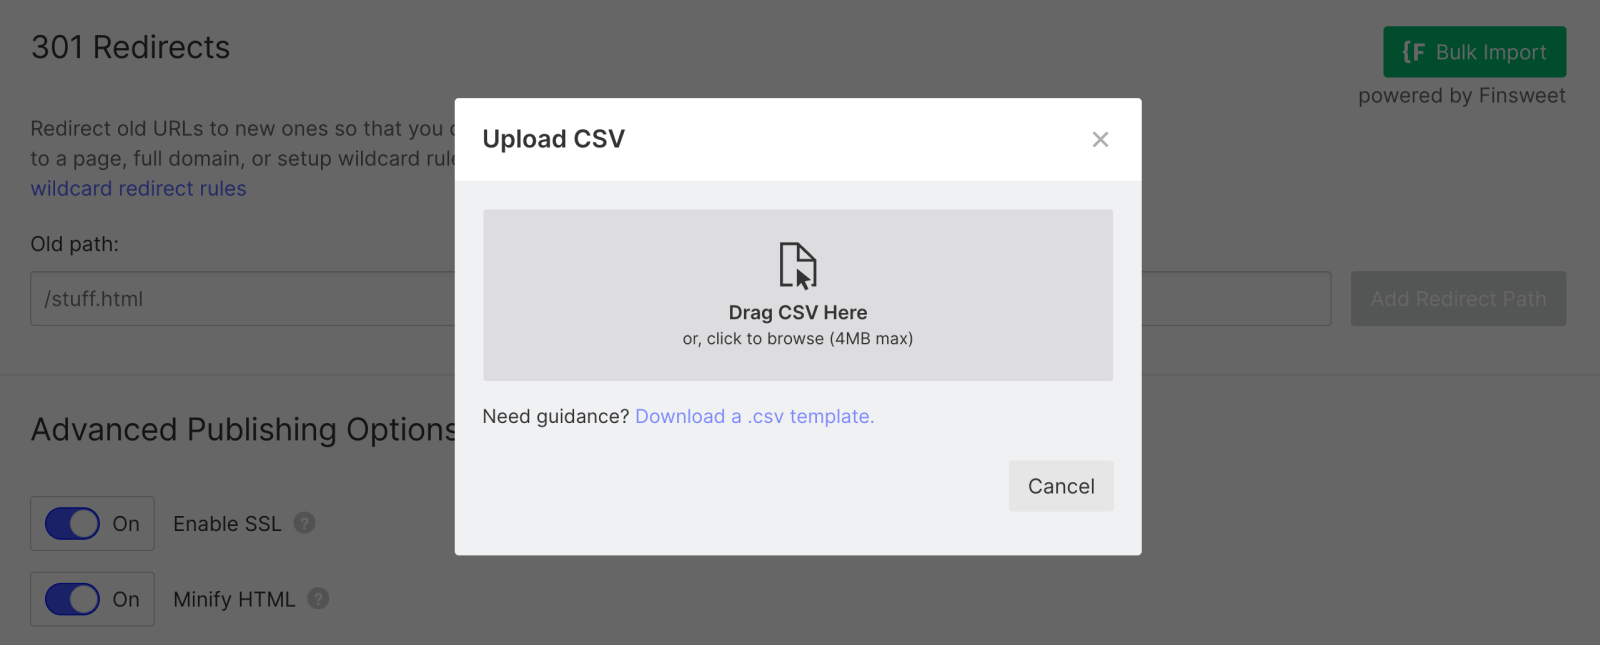 301 Redirects
{F Bulk Import
powered by Finsweet
Redirect old URLs to new ones so that you
to a page, full domain, or setup wildcard
wildcard redirect rules
Old path:
/stuff.html
Add Redirect Path
Upload CSV
Drag CSV Here
or, click to browse (4MB max)
Need guidance? Download a .csv template.
Cancel
Advanced Publishing Options
On Enable SSL ?
On Minify HTML ?